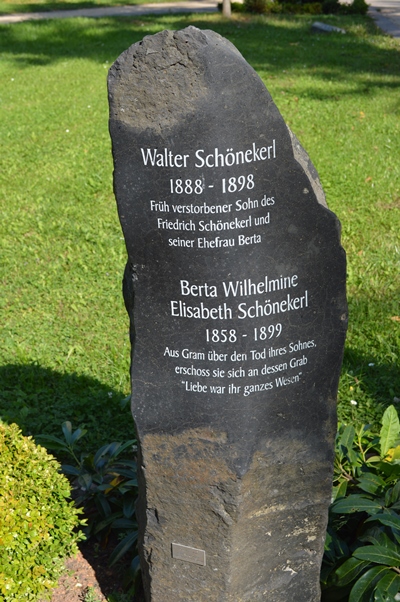 Walter Schönekerl
1888 - 1898
Früh verstorbener Sohn des
Friedrich Schönekerl und
seiner Ehefrau Berta
Berta Wilhelmine
Elisabeth Schönekerl
1858 - 1899
Aus Gram über den Tod ihres Sohnes,
erschoss sie sich an dessen Grab
"Liebe war ihr ganzes Wesen"